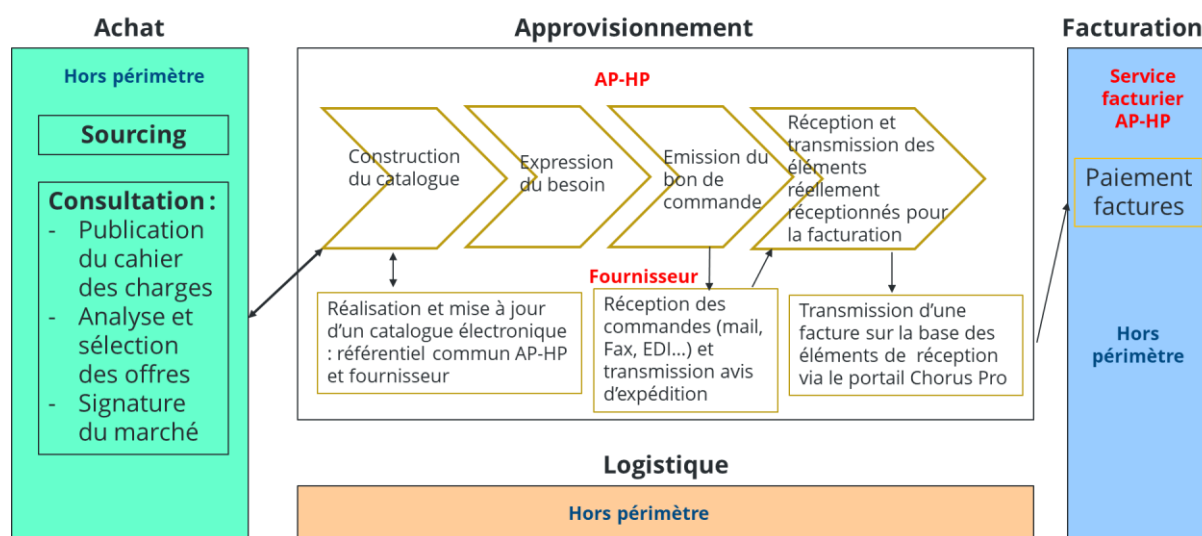 Achat
Hors périmètre
Sourcing
Consultation :
- Publication
du cahier
des charges
- Analyse et
sélection
des offres
- Signature
du marché
Approvisionnement
AP-HP
Construction
du catalogue
Expression
du besoin
Emission du
bon de
commande
Réception et
transmission des
éléments
réellement
réceptionnés pour
la facturation
Fournisseur
Réalisation et mise à jour
d'un catalogue électronique
: référentiel commun AP-HP
et fournisseur
Réception des
commandes (mail,
Fax, EDI...) et
transmission avis
d'expédition
Transmission d'une
facture sur la base des
éléments de réception
via le portail Chorus Pro
Logistique
Hors périmètre
Facturation
Service
facturier
AP-HP
Paiement
factures
Hors
périmètre